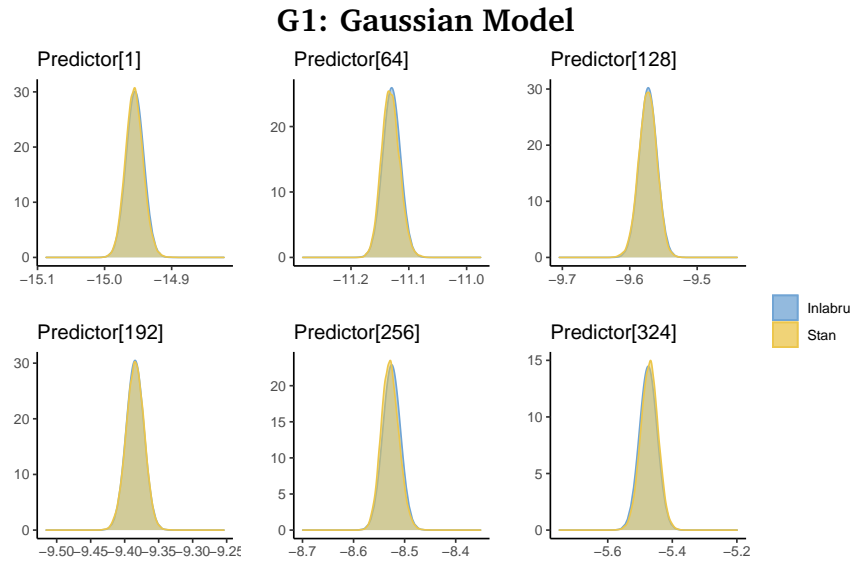 G1: Gaussian Model
Predictor[1]
30
20
10
0
−15.1 −15.0 −14.9
Predictor[64]
20
10
0
−11.2 −11.1 −11.0
Predictor[128]
30
20
10
0
−9.7 −9.6 −9.5
Inlabru
Stan
Predictor[192]
30
20
10
0
−9.50 −9.45 −9.40 −9.35 −9.30 −9.25
Predictor[256]
20
15
10
5
0
−8.7 −8.6 −8.5 −8.4
Predictor[324]
15
10
5
0
−5.6 −5.4 −5.2